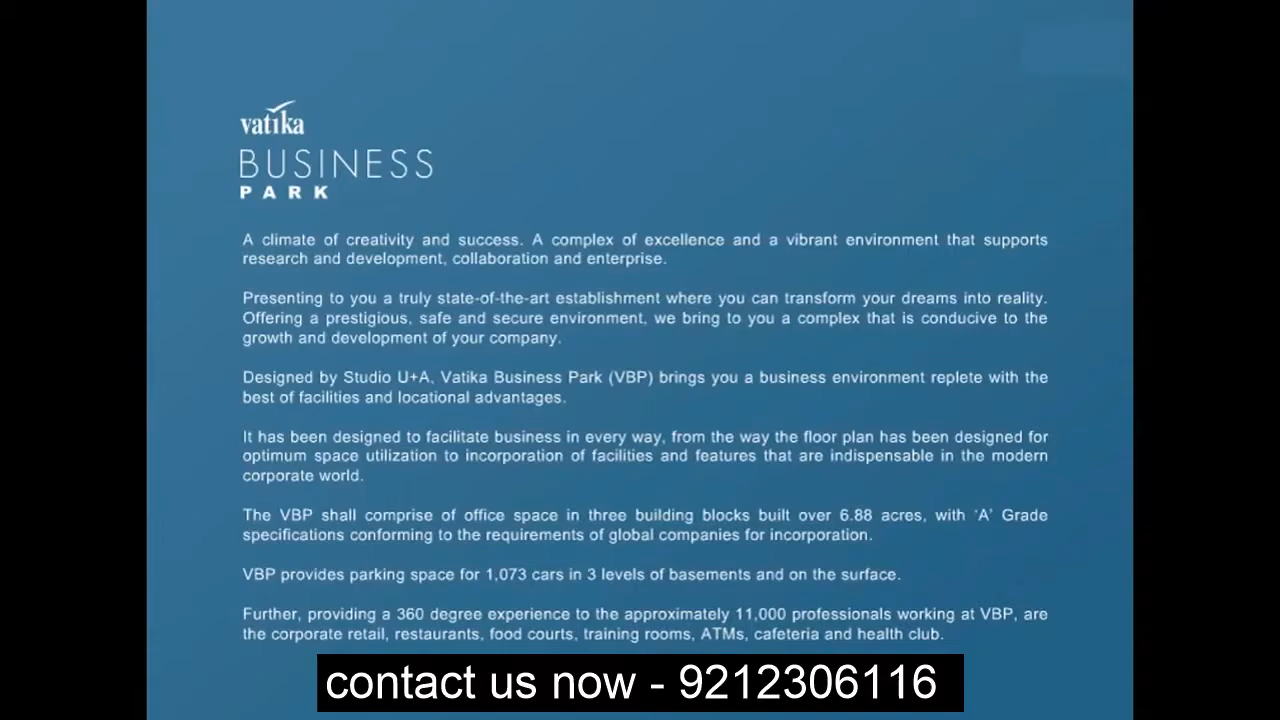 vatika
BUSINESS
PARK
A climate of creativity and success. A complex of excellence and a vibrant environment that supports
research and development, collaboration and enterprise.
Presenting to you a truly state-of-the-art establishment where you can transform your dreams into reality.
Offering a prestigious, safe and secure environment, we bring to you a complex that is conducive to the
growth and development of your company.
Designed by Studio U+A, Vatika Business Park (VBP) brings you a business environment replete with the
best of facilities and locational advantages.
It has been designed to facilitate business in every way, from the way the floor plan has been designed for
optimum space utilization to incorporation of facilities and features that are indispensable in the modern
corporate world.
The VBP shall comprise of office space in three building blocks built over 6.88 acres, with ‘A’ Grade
specifications conforming to the requirements of global companies for incorporation.
VBP provides parking space for 1,073 cars in 3 levels of basements and on the surface.
Further, providing a 360 degree experience to the approximately 11,000 professionals working at VBP, are
the corporate retail, restaurants, food courts, training rooms, ATMs, cafeteria and health club.
contact us now - 9212306116